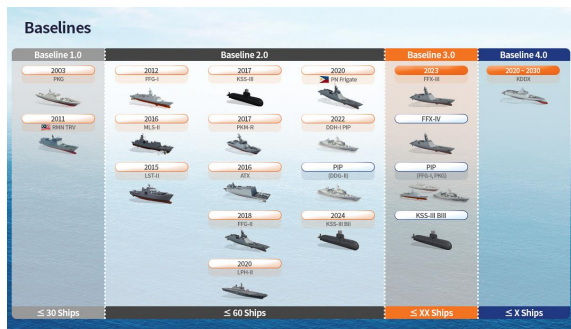 Baselines
Baseline 1.0
2003
PKG
2011
RMN TRV
≤ 30 Ships
Baseline 2.0
2012
FFG-I
2016
MLS-II
2015
LST-II
2017
KSS-III
2017
PKM-R
2016
ATX
2018
FFG-II
2020
LPH-II
2020
PN Frigate
2022
DDH-I PIP
PIP
(DDG-II)
2024
KSS-III BII
≤ 60 Ships
Baseline 3.0
2023
FFX-III
FFX-IV
PIP
(FFG-I, PKG)
KSS-III BIII
≤ XX Ships
Baseline 4.0
2020 ~ 2030
KDDX
≤ X Ships